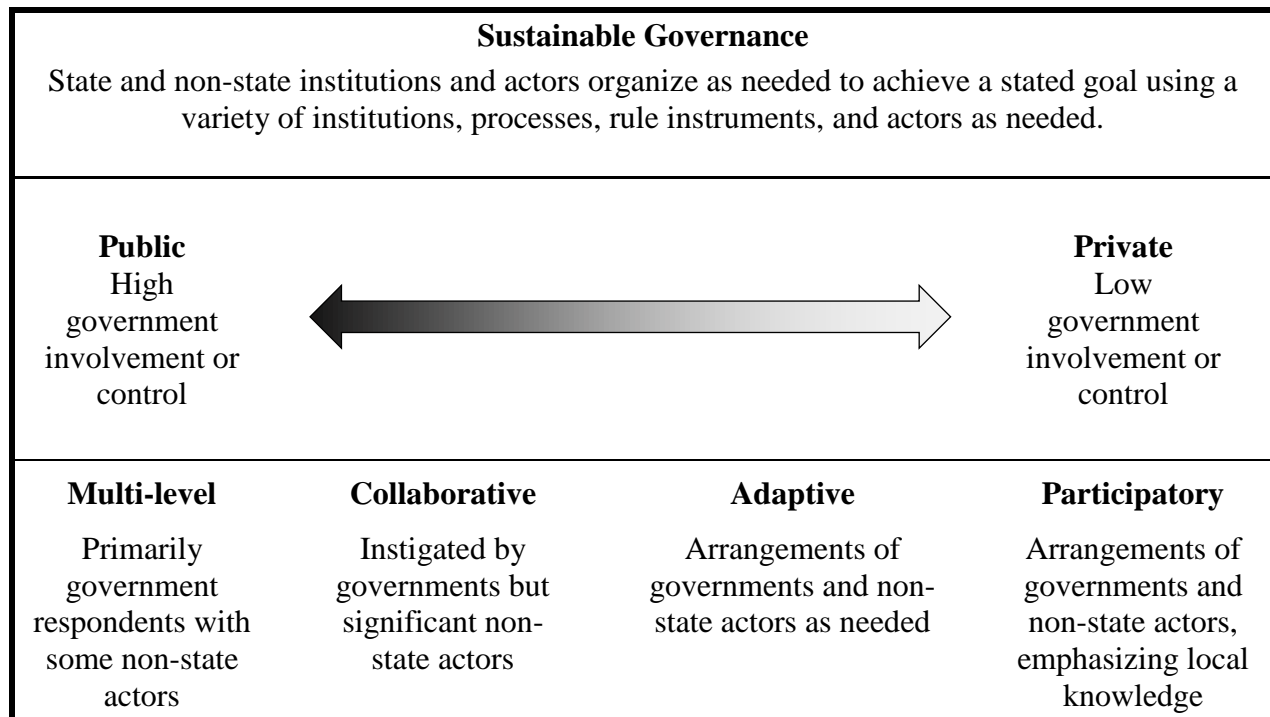 Sustainable Governance
State and non-state institutions and actors organize as needed to achieve a stated goal using a
variety of institutions, processes, rule instruments, and actors as needed.
Public
High
government
involvement or
control
Private
Low
government
involvement or
control
Multi-level
Primarily
government
respondents with
some non-state
actors
Collaborative
Instigated by
governments but
significant non-
state actors
Adaptive
Arrangements of
governments and non-
state actors as needed
Participatory
Arrangements of
governments and
non-state actors,
emphasizing local
knowledge